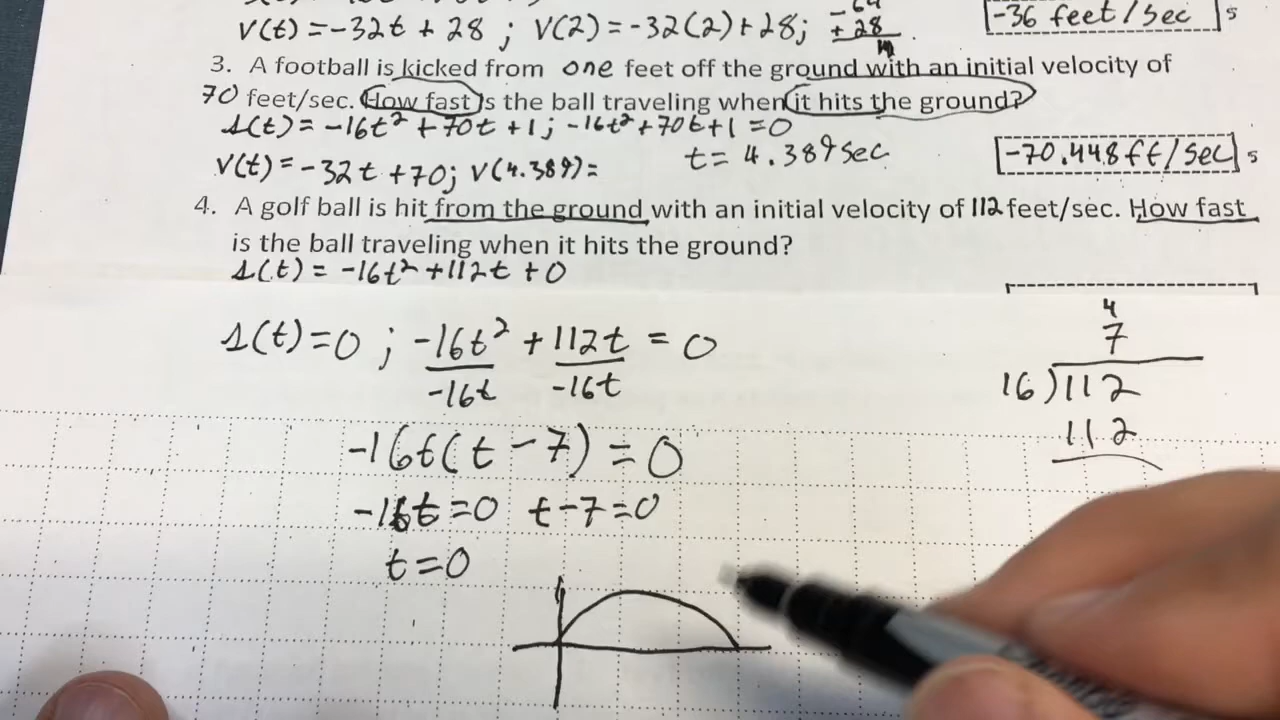 V(t) = -32t + 28 ; V(2) = -32(2) + 28; -64
+ 28
-36 feet/sec s
3. A football is kicked from one feet off the ground with an initial velocity of
70 feet/sec. How fast is the ball traveling when it hits the ground?
s(t) = -16t² + 70t + 1 ; -16t² + 70t + 1 = 0
t = 4.389 sec
V(t) = -32t + 70; V(4.389) =
-70.448 ft/sec s
4. A golf ball is hit from the ground with an initial velocity of 112 feet/sec. How fast
is the ball traveling when it hits the ground?
s(t) = -16t² + 112t + 0
s(t) = 0 ; -16t² + 112t = 0
-16t -16t
4
7
16)112
112
-16t(t - 7) = 0
-16t = 0 t - 7 = 0
t = 0